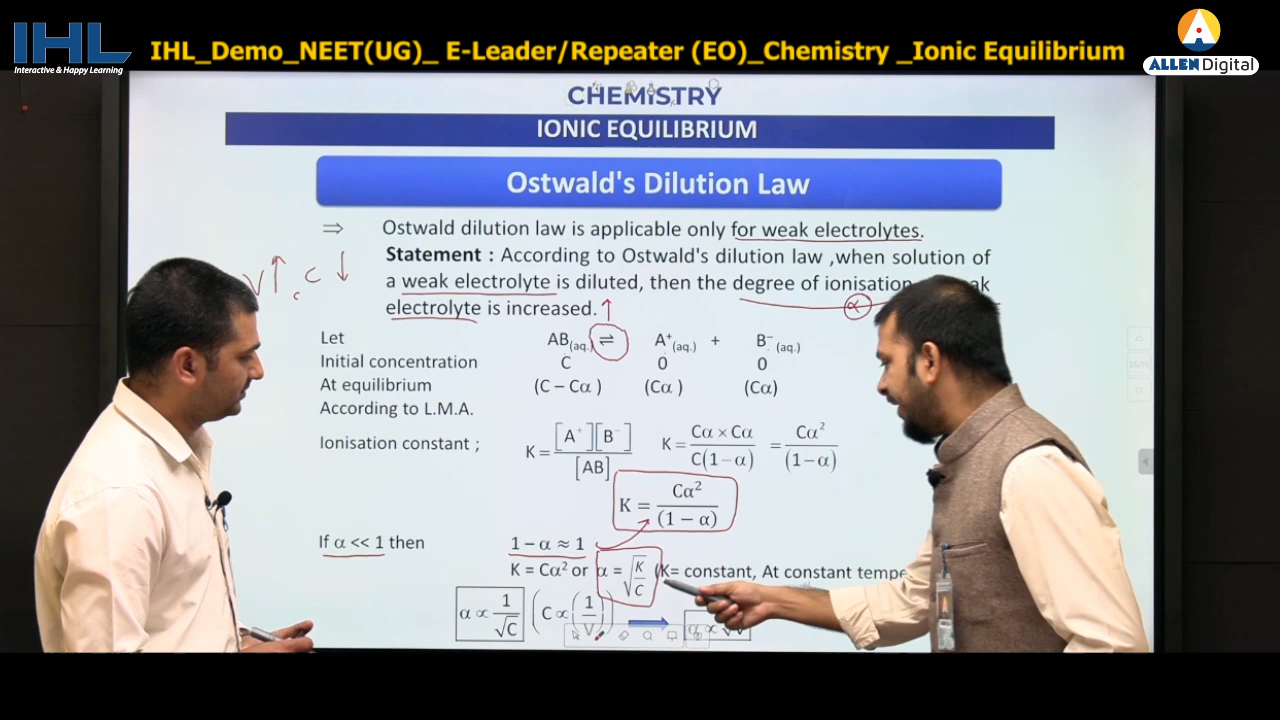 IHL
Interactive & Happy Learning
IHL_Demo_NEET(UG)_ E-Leader/Repeater (EO)_Chemistry _Ionic Equilibrium
ALLEN Digital
CHEMISTRY
IONIC EQUILIBRIUM
Ostwald's Dilution Law
⇒ Ostwald dilution law is applicable only for weak electrolytes.
Statement : According to Ostwald's dilution law ,when solution of
a weak electrolyte is diluted, then the degree of ionisation
electrolyte is increased. ↑
V↑ C ↓
α
Let AB(aq.) ⇌ A⁺(aq.) + B⁻(aq.)
Initial concentration C 0 0
At equilibrium (C – Cα ) (Cα ) (Cα)
According to L.M.A.
Ionisation constant ; K = [A⁺][B⁻] / [AB] K = Cα × Cα / C(1−α) = Cα² / (1−α)
K = Cα² / (1 − α)
If α << 1 then 1 – α ≈ 1
K = Cα² or α = √(K/C) (K= constant, At constant
α ∝ 1/√C (C ∝ (1/V)) α ∝ √V